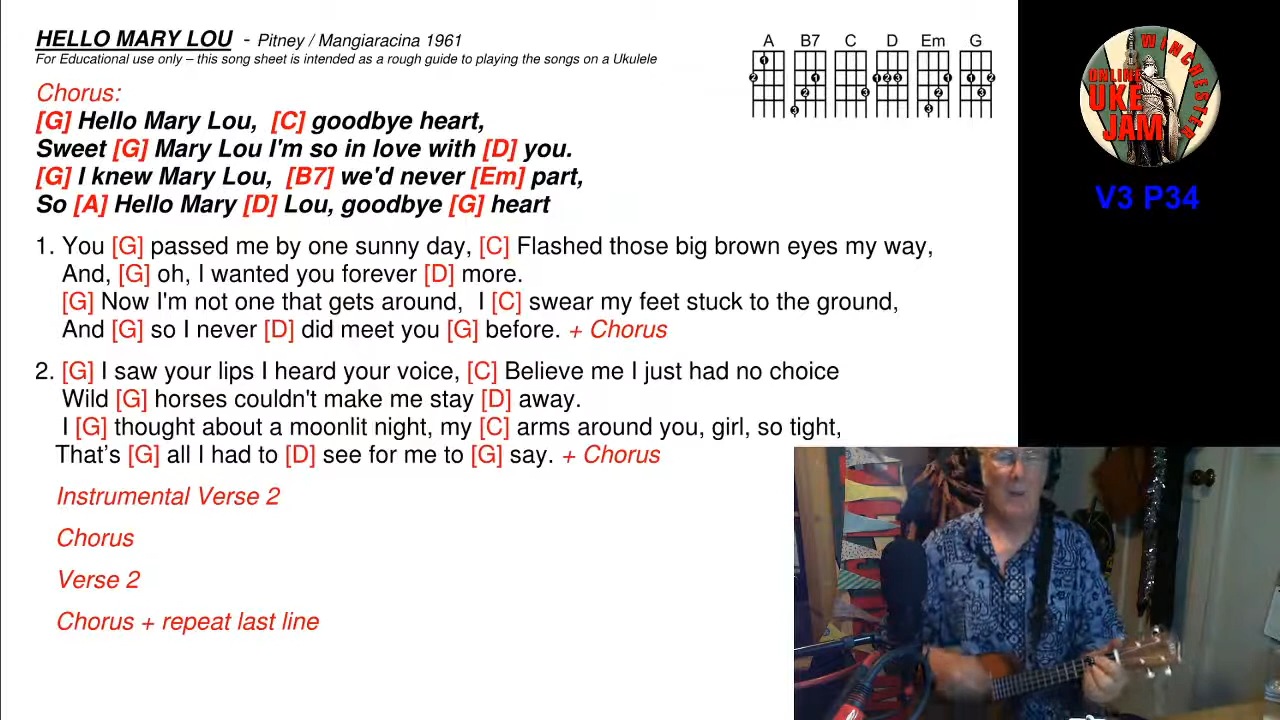 HELLO MARY LOU - Pitney / Mangiaracina 1961
For Educational use only – this song sheet is intended as a rough guide to playing the songs on a Ukulele
A B7 C D Em G
WINCHESTER
ONLINE
UKE
JAM
V3 P34
Chorus:
[G] Hello Mary Lou, [C] goodbye heart,
Sweet [G] Mary Lou I'm so in love with [D] you.
[G] I knew Mary Lou, [B7] we'd never [Em] part,
So [A] Hello Mary [D] Lou, goodbye [G] heart
1. You [G] passed me by one sunny day, [C] Flashed those big brown eyes my way,
And, [G] oh, I wanted you forever [D] more.
[G] Now I'm not one that gets around, I [C] swear my feet stuck to the ground,
And [G] so I never [D] did meet you [G] before. + Chorus
2. [G] I saw your lips I heard your voice, [C] Believe me I just had no choice
Wild [G] horses couldn't make me stay [D] away.
I [G] thought about a moonlit night, my [C] arms around you, girl, so tight,
That’s [G] all I had to [D] see for me to [G] say. + Chorus
Instrumental Verse 2
Chorus
Verse 2
Chorus + repeat last line